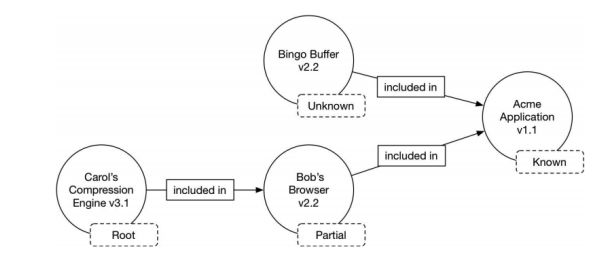 Bingo Buffer
v2.2
Unknown
included in
Acme
Application
v1.1
Known
included in
Carol's
Compression
Engine v3.1
Root
included in
Bob's
Browser
v2.2
Partial